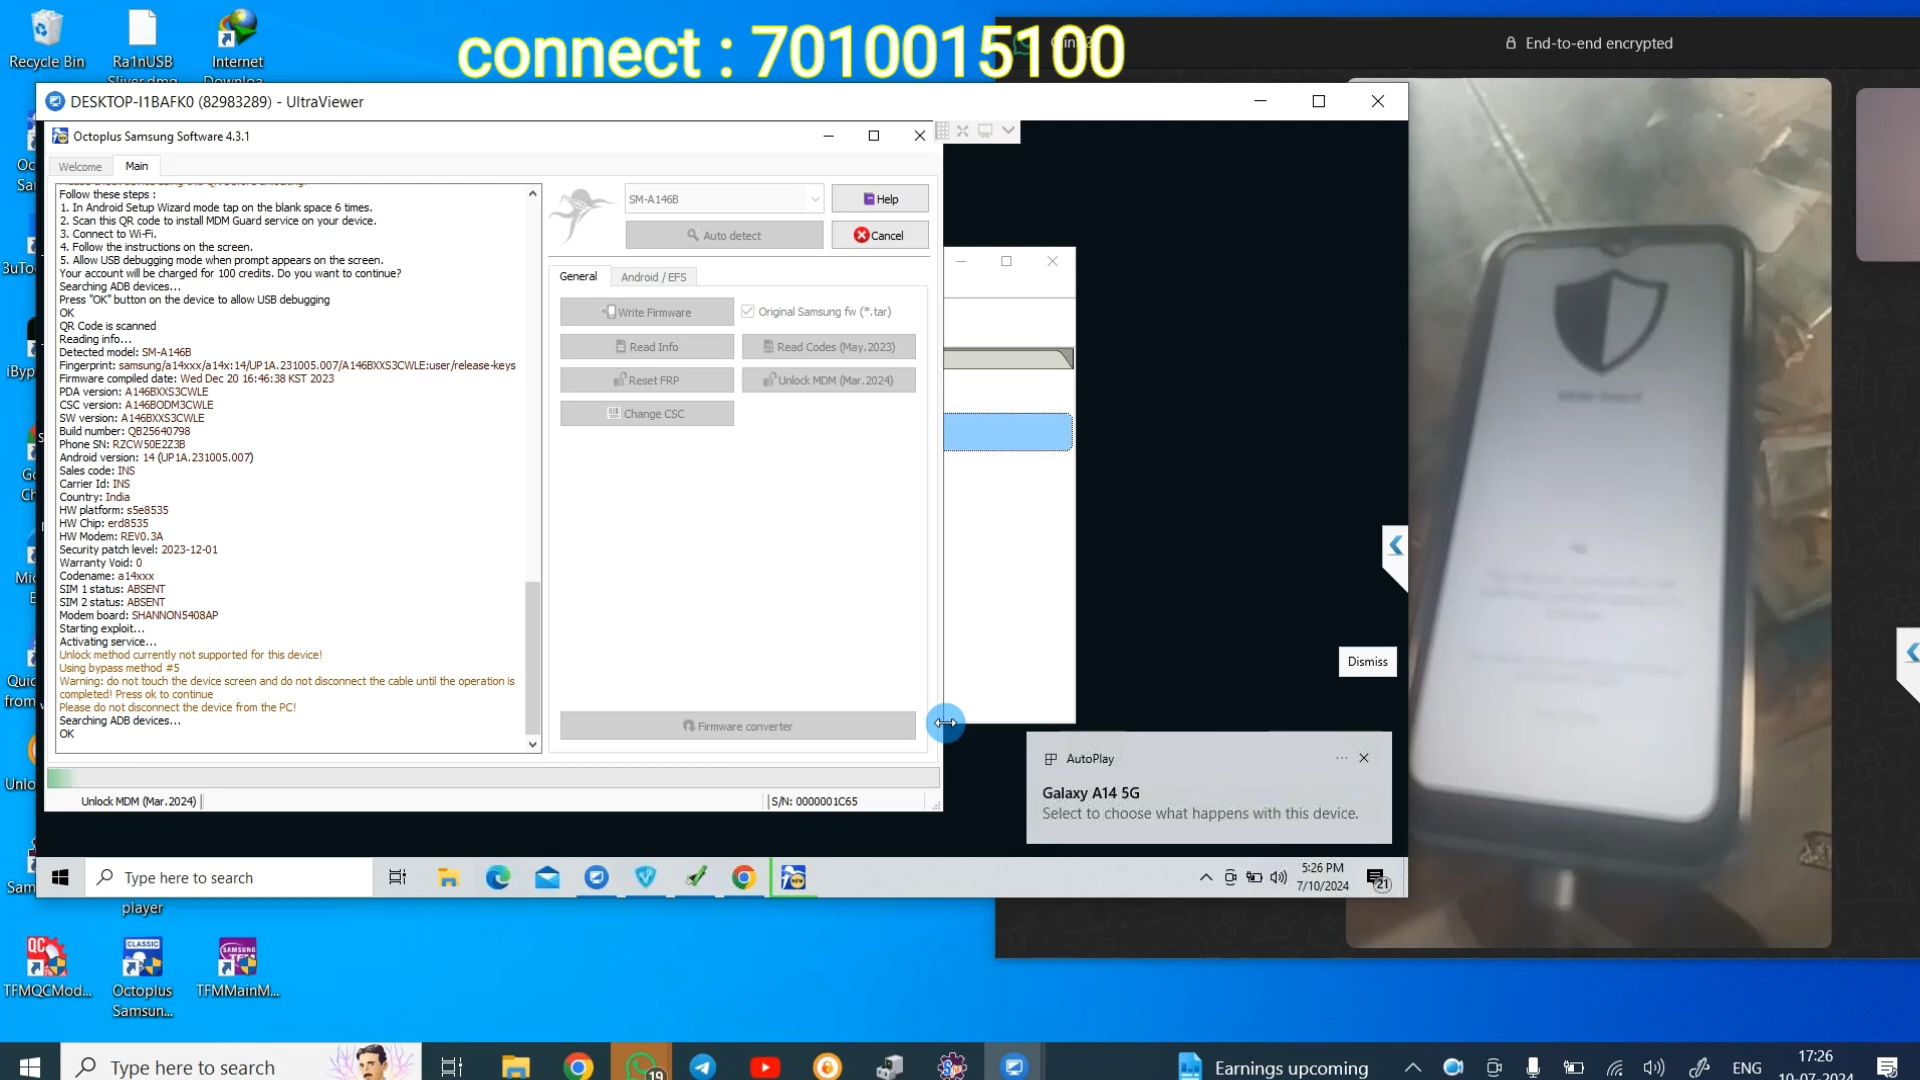 connect : 7010015100
End-to-end encrypted
Recycle Bin
Ra1nUSB
Internet
DESKTOP-I1BAFK0 (82983289) - UltraViewer
Octoplus Samsung Software 4.3.1
Welcome
Main
Follow these steps :
1. In Android Setup Wizard mode tap on the blank space 6 times.
2. Scan this QR code to install MDM Guard service on your device.
3. Connect to Wi-Fi.
4. Follow the instructions on the screen.
5. Allow USB debugging mode when prompt appears on the screen.
Your account will be charged for 100 credits. Do you want to continue?
Searching ADB devices...
Press "OK" button on the device to allow USB debugging
OK
QR Code is scanned
Reading info...
Detected model: SM-A146B
Fingerprint: samsung/a14xxx/a14x:14/UP1A.231005.007/A146BXXS3CWLE:user/release-keys
Firmware compiled date: Wed Dec 20 16:46:38 KST 2023
PDA version: A146BXXS3CWLE
CSC version: A146BODM3CWLE
SW version: A146BXXS3CWLE
Build number: QB25640798
Phone SN: RZCW50E2Z3B
Android version: 14 (UP1A.231005.007)
Sales code: INS
Carrier Id: INS
Country: India
HW platform: s5e8535
HW Chip: erd8535
HW Modem: REV0.3A
Security patch level: 2023-12-01
Warranty Void: 0
Codename: a14xxx
SIM 1 status: ABSENT
SIM 2 status: ABSENT
Modem board: SHANNON5408AP
Starting exploit...
Activating service...
Unlock method currently not supported for this device!
Using bypass method #5
Warning: do not touch the device screen and do not disconnect the cable until the operation is
completed! Press ok to continue
Please do not disconnect the device from the PC!
Searching ADB devices...
OK
SM-A146B
Help
Auto detect
Cancel
General
Android / EFS
Write Firmware
Original Samsung fw (*.tar)
Read Info
Read Codes (May.2023)
Reset FRP
Unlock MDM (Mar.2024)
Change CSC
Firmware converter
Unlock MDM (Mar.2024)
S/N: 0000001C65
Dismiss
AutoPlay
Galaxy A14 5G
Select to choose what happens with this device.
Type here to search
5:26 PM
7/10/2024
21
player
TFMQCMod...
CLASSIC
Octoplus
Samsun...
SAMSUNG
TFMMainM...
Type here to search
19
Earnings upcoming
ENG
17:26
10-07-2024